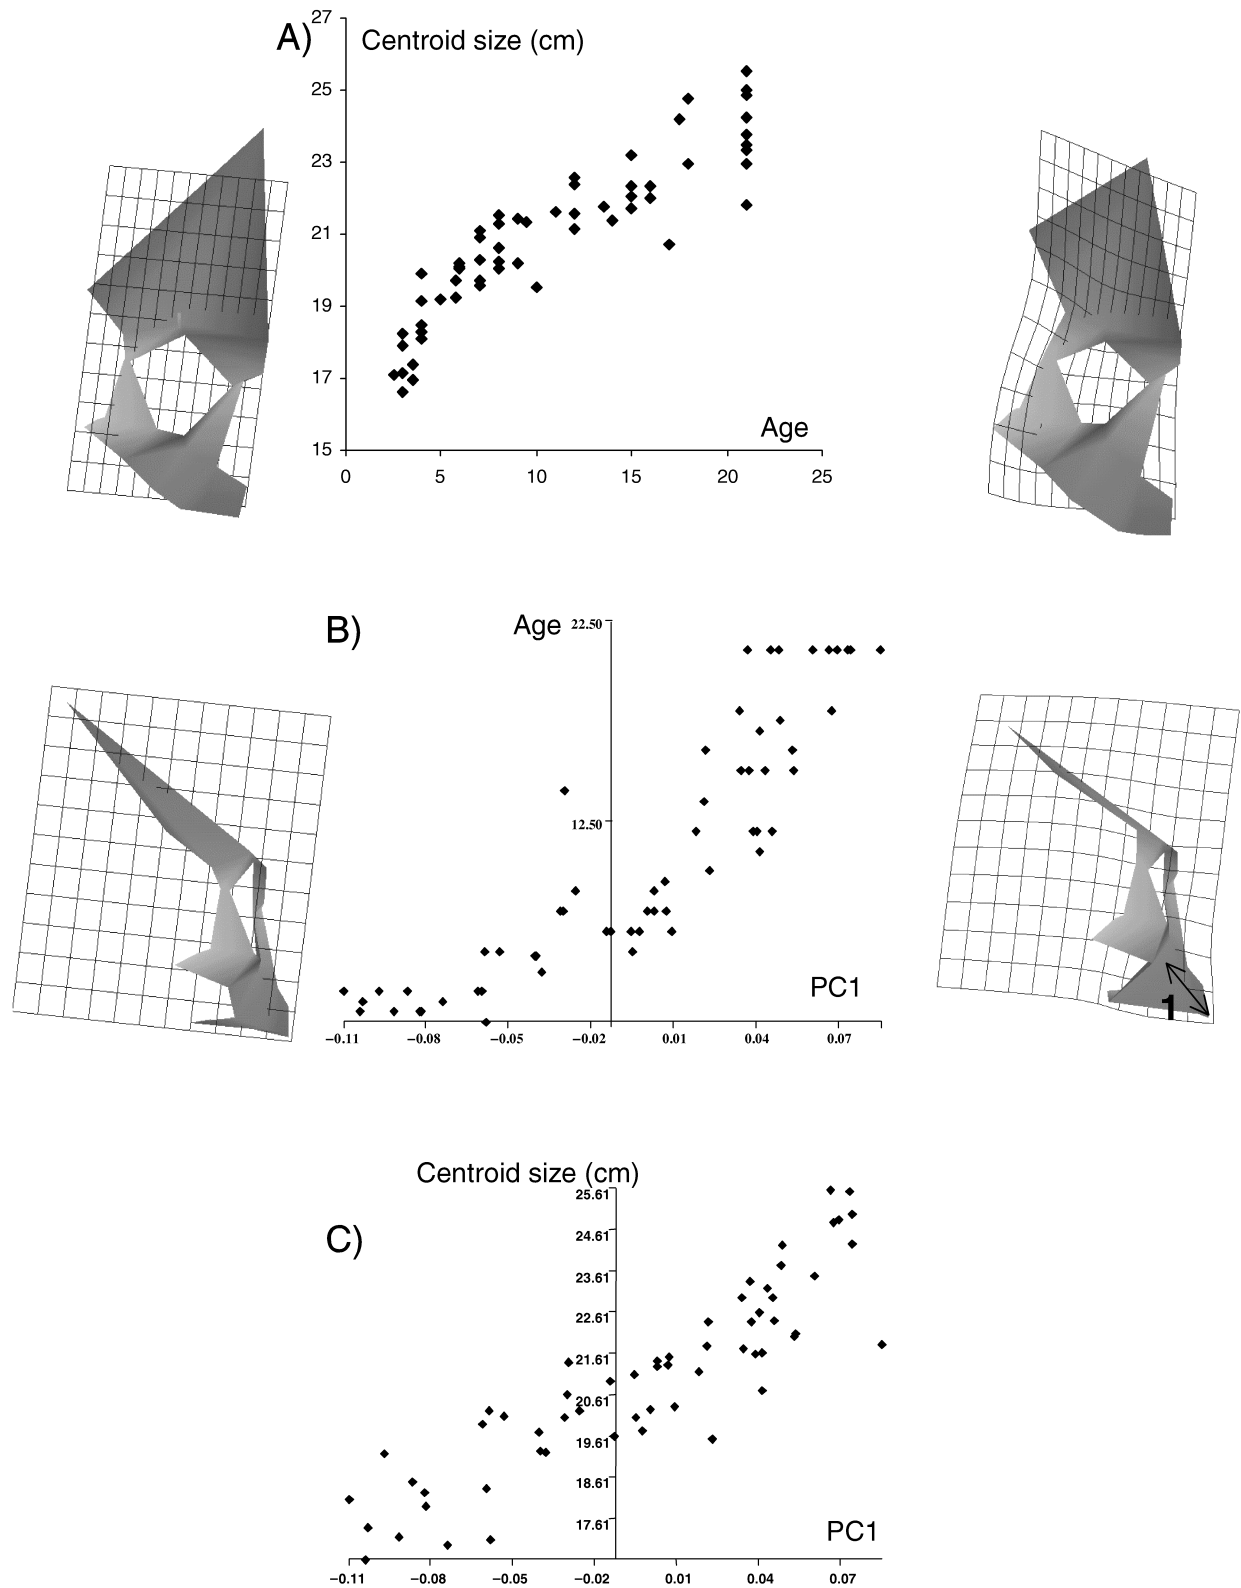 A)
Centroid size (cm)
27
25
23
21
19
17
15
Age
0 5 10 15 20 25
B)
Age
22.50
12.50
PC1
1
−0.11 −0.08 −0.05 −0.02 0.01 0.04 0.07
Centroid size (cm)
C)
25.61
24.61
23.61
22.61
21.61
20.61
19.61
18.61
17.61
PC1
−0.11 −0.08 −0.05 −0.02 0.01 0.04 0.07